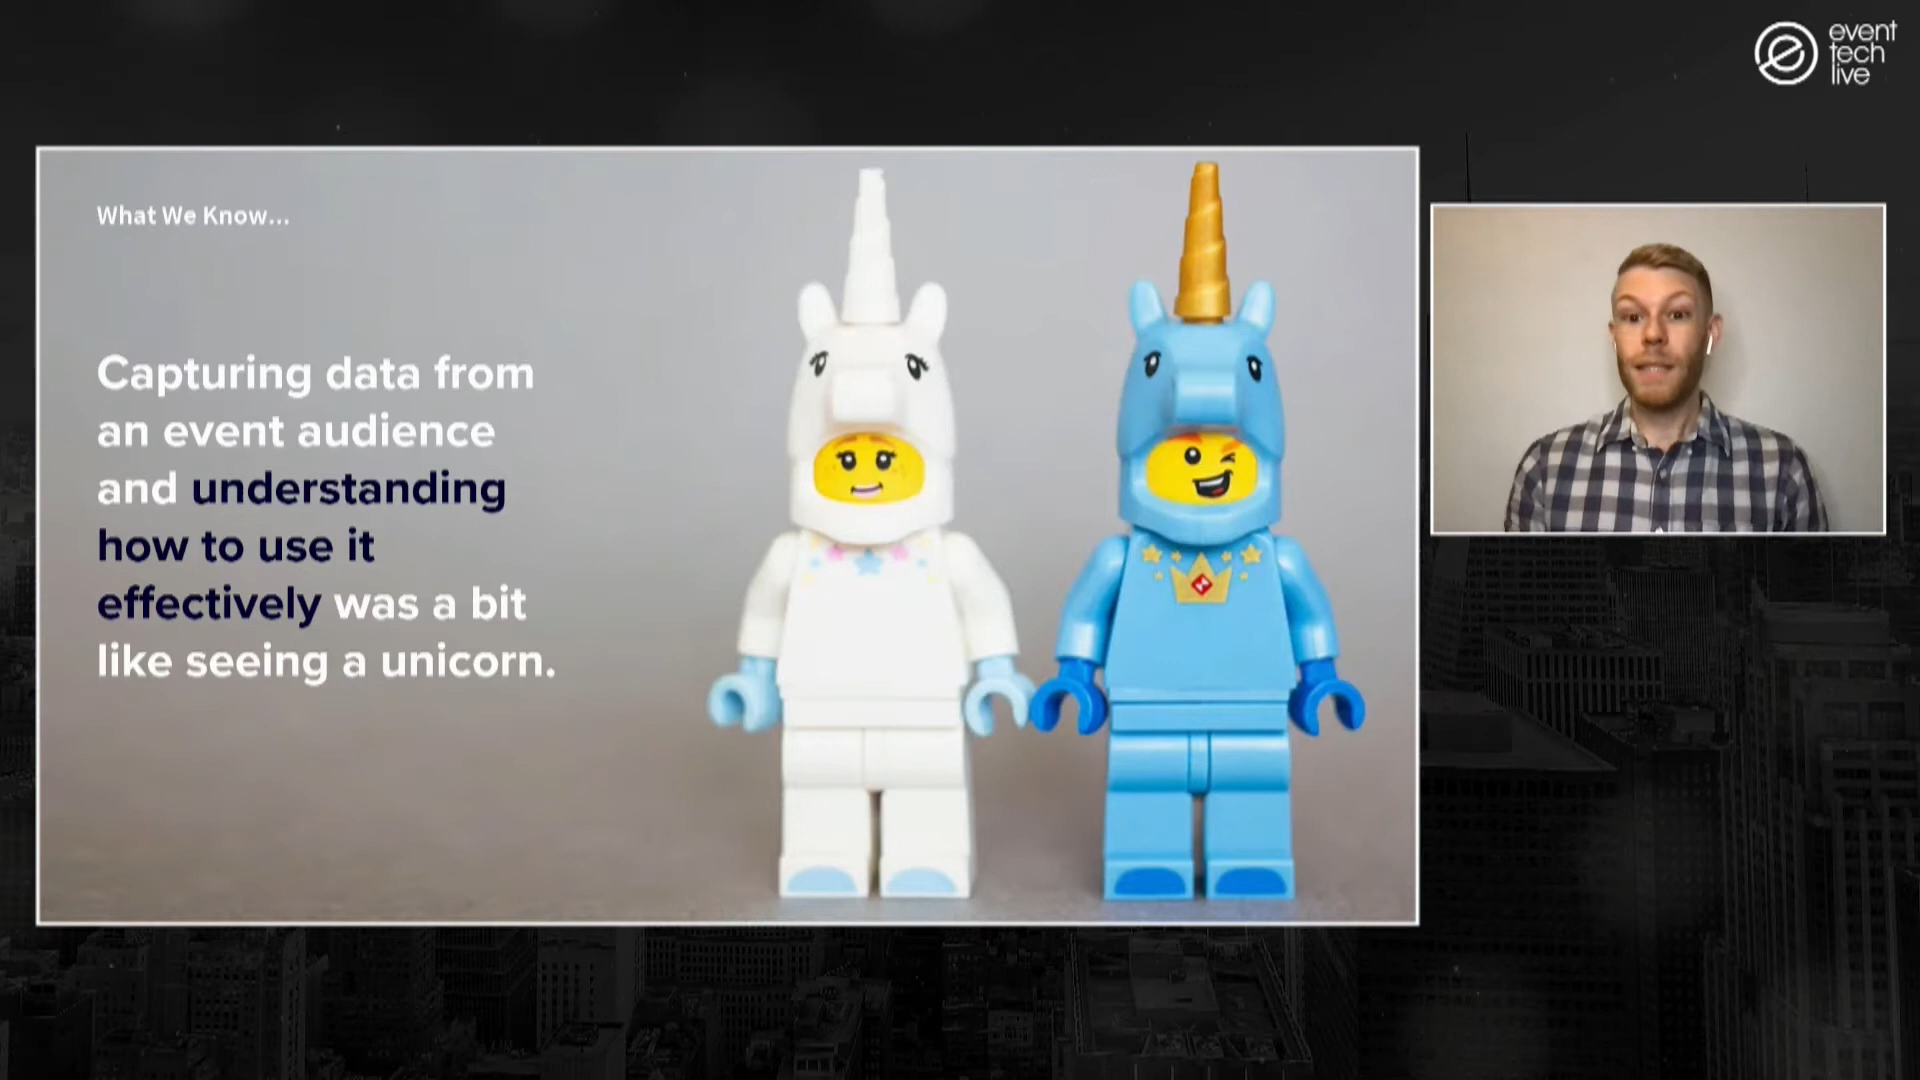 event
tech
live
What We Know...
Capturing data from
an event audience
and understanding
how to use it
effectively was a bit
like seeing a unicorn.